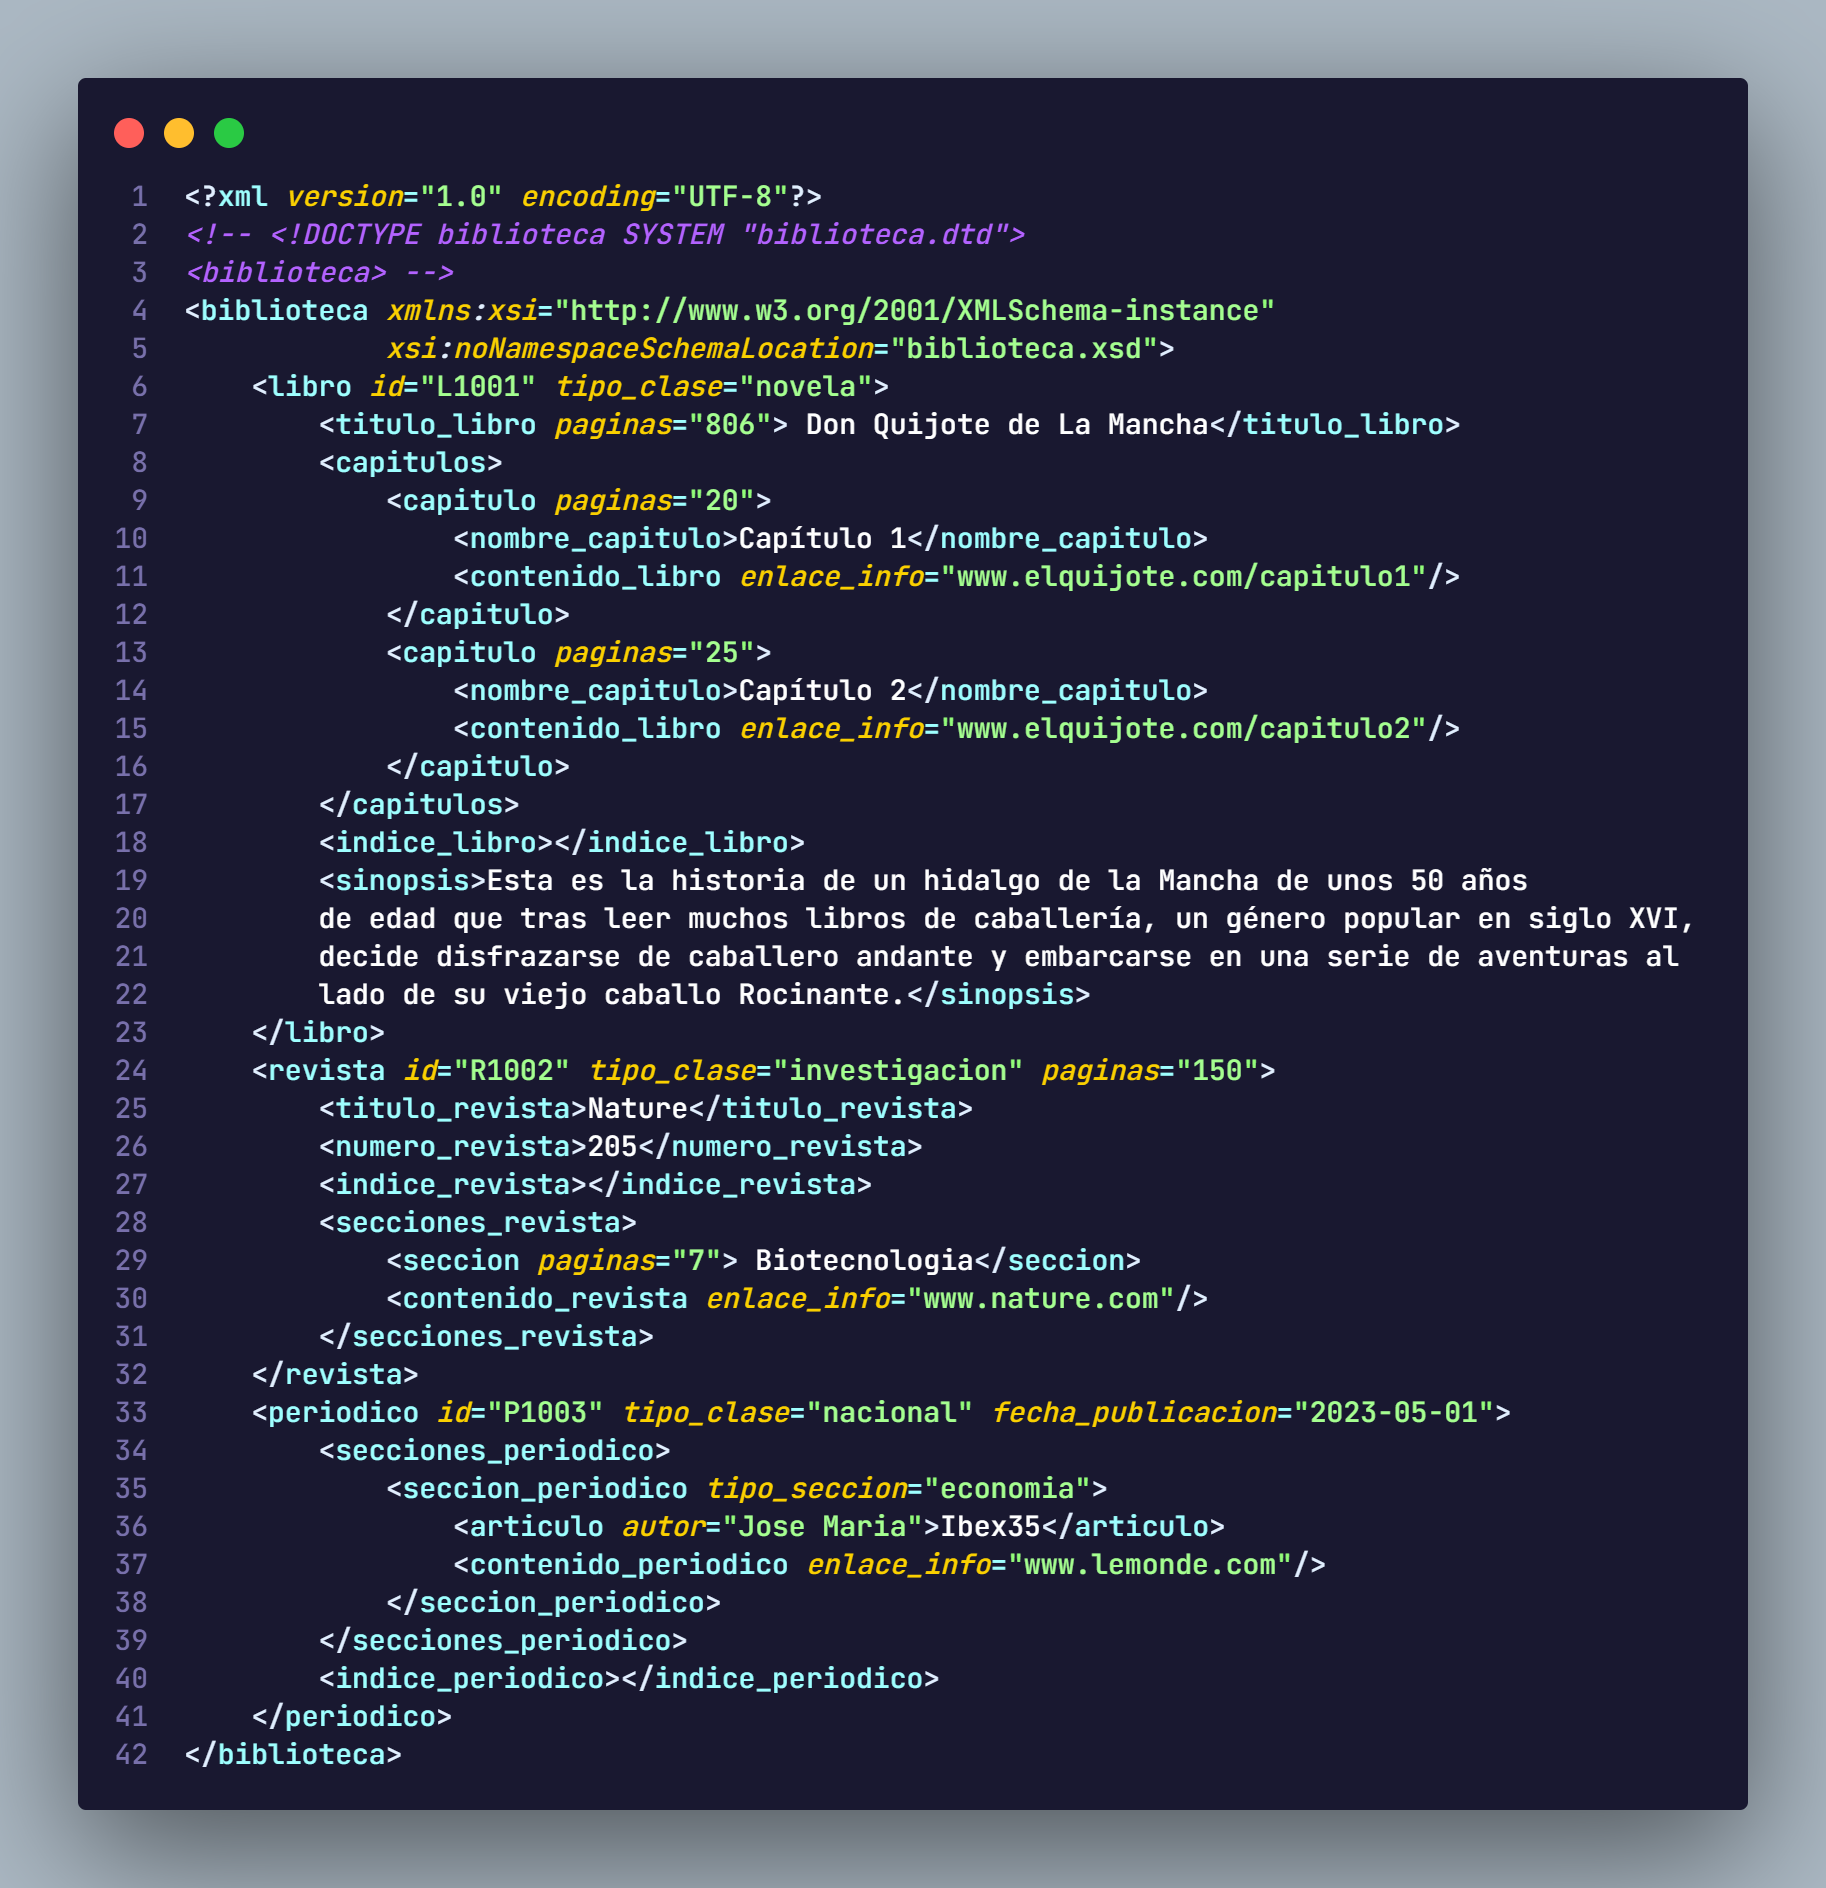 1 <?xml version="1.0" encoding="UTF-8"?>
2 <!-- <!DOCTYPE biblioteca SYSTEM "biblioteca.dtd">
3 <biblioteca> -->
4 <biblioteca xmlns:xsi="http://www.w3.org/2001/XMLSchema-instance"
5             xsi:noNamespaceSchemaLocation="biblioteca.xsd">
6     <libro id="L1001" tipo_clase="novela">
7         <titulo_libro paginas="806"> Don Quijote de La Mancha</titulo_libro>
8         <capitulos>
9             <capitulo paginas="20">
10                 <nombre_capitulo>Capítulo 1</nombre_capitulo>
11                 <contenido_libro enlace_info="www.elquijote.com/capitulo1"/>
12             </capitulo>
13             <capitulo paginas="25">
14                 <nombre_capitulo>Capítulo 2</nombre_capitulo>
15                 <contenido_libro enlace_info="www.elquijote.com/capitulo2"/>
16             </capitulo>
17         </capitulos>
18         <indice_libro></indice_libro>
19         <sinopsis>Esta es la historia de un hidalgo de la Mancha de unos 50 años
20         de edad que tras leer muchos libros de caballería, un género popular en siglo XVI,
21         decide disfrazarse de caballero andante y embarcarse en una serie de aventuras al
22         lado de su viejo caballo Rocinante.</sinopsis>
23     </libro>
24     <revista id="R1002" tipo_clase="investigacion" paginas="150">
25         <titulo_revista>Nature</titulo_revista>
26         <numero_revista>205</numero_revista>
27         <indice_revista></indice_revista>
28         <secciones_revista>
29             <seccion paginas="7"> Biotecnologia</seccion>
30             <contenido_revista enlace_info="www.nature.com"/>
31         </secciones_revista>
32     </revista>
33     <periodico id="P1003" tipo_clase="nacional" fecha_publicacion="2023-05-01">
34         <secciones_periodico>
35             <seccion_periodico tipo_seccion="economia">
36                 <articulo autor="Jose Maria">Ibex35</articulo>
37                 <contenido_periodico enlace_info="www.lemonde.com"/>
38             </seccion_periodico>
39         </secciones_periodico>
40         <indice_periodico></indice_periodico>
41     </periodico>
42 </biblioteca>